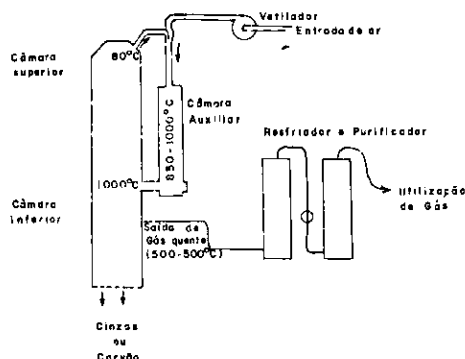 Vetilador
Entrada de ar
Câmara
superior
80°C
Câmara
Auxiliar
850-1000°C
Resfriador e Purificador
1000°C
Câmara
Inferior
Utilização
de Gás
Saída de
Gás quente
(500-500°C)
Cinzas
ou
Carvão